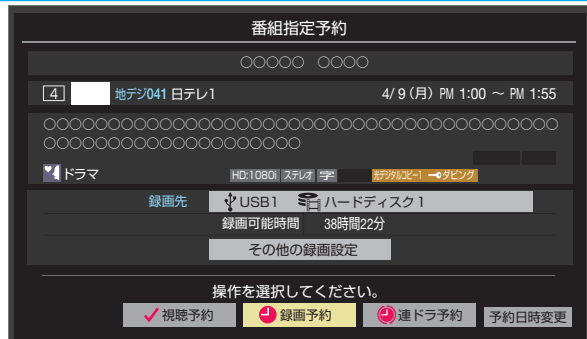 番組指定予約
○○○○○ ○○○○
4 地デジ041 日テレ1 4/ 9（月） PM 1:00 ～ PM 1:55
○○○○○○○○○○○○○○○○○○○○○○○○○○○○○○○○○○○○○○○○
○○○○○○○○○○○○○○○○○○○○
ドラマ HD:1080i ステレオ 字 光デジタルコピー1 ダビング
録画先 USB1 ハードディスク1
録画可能時間 38時間22分
その他の録画設定
操作を選択してください。
視聴予約 録画予約 連ドラ予約 予約日時変更